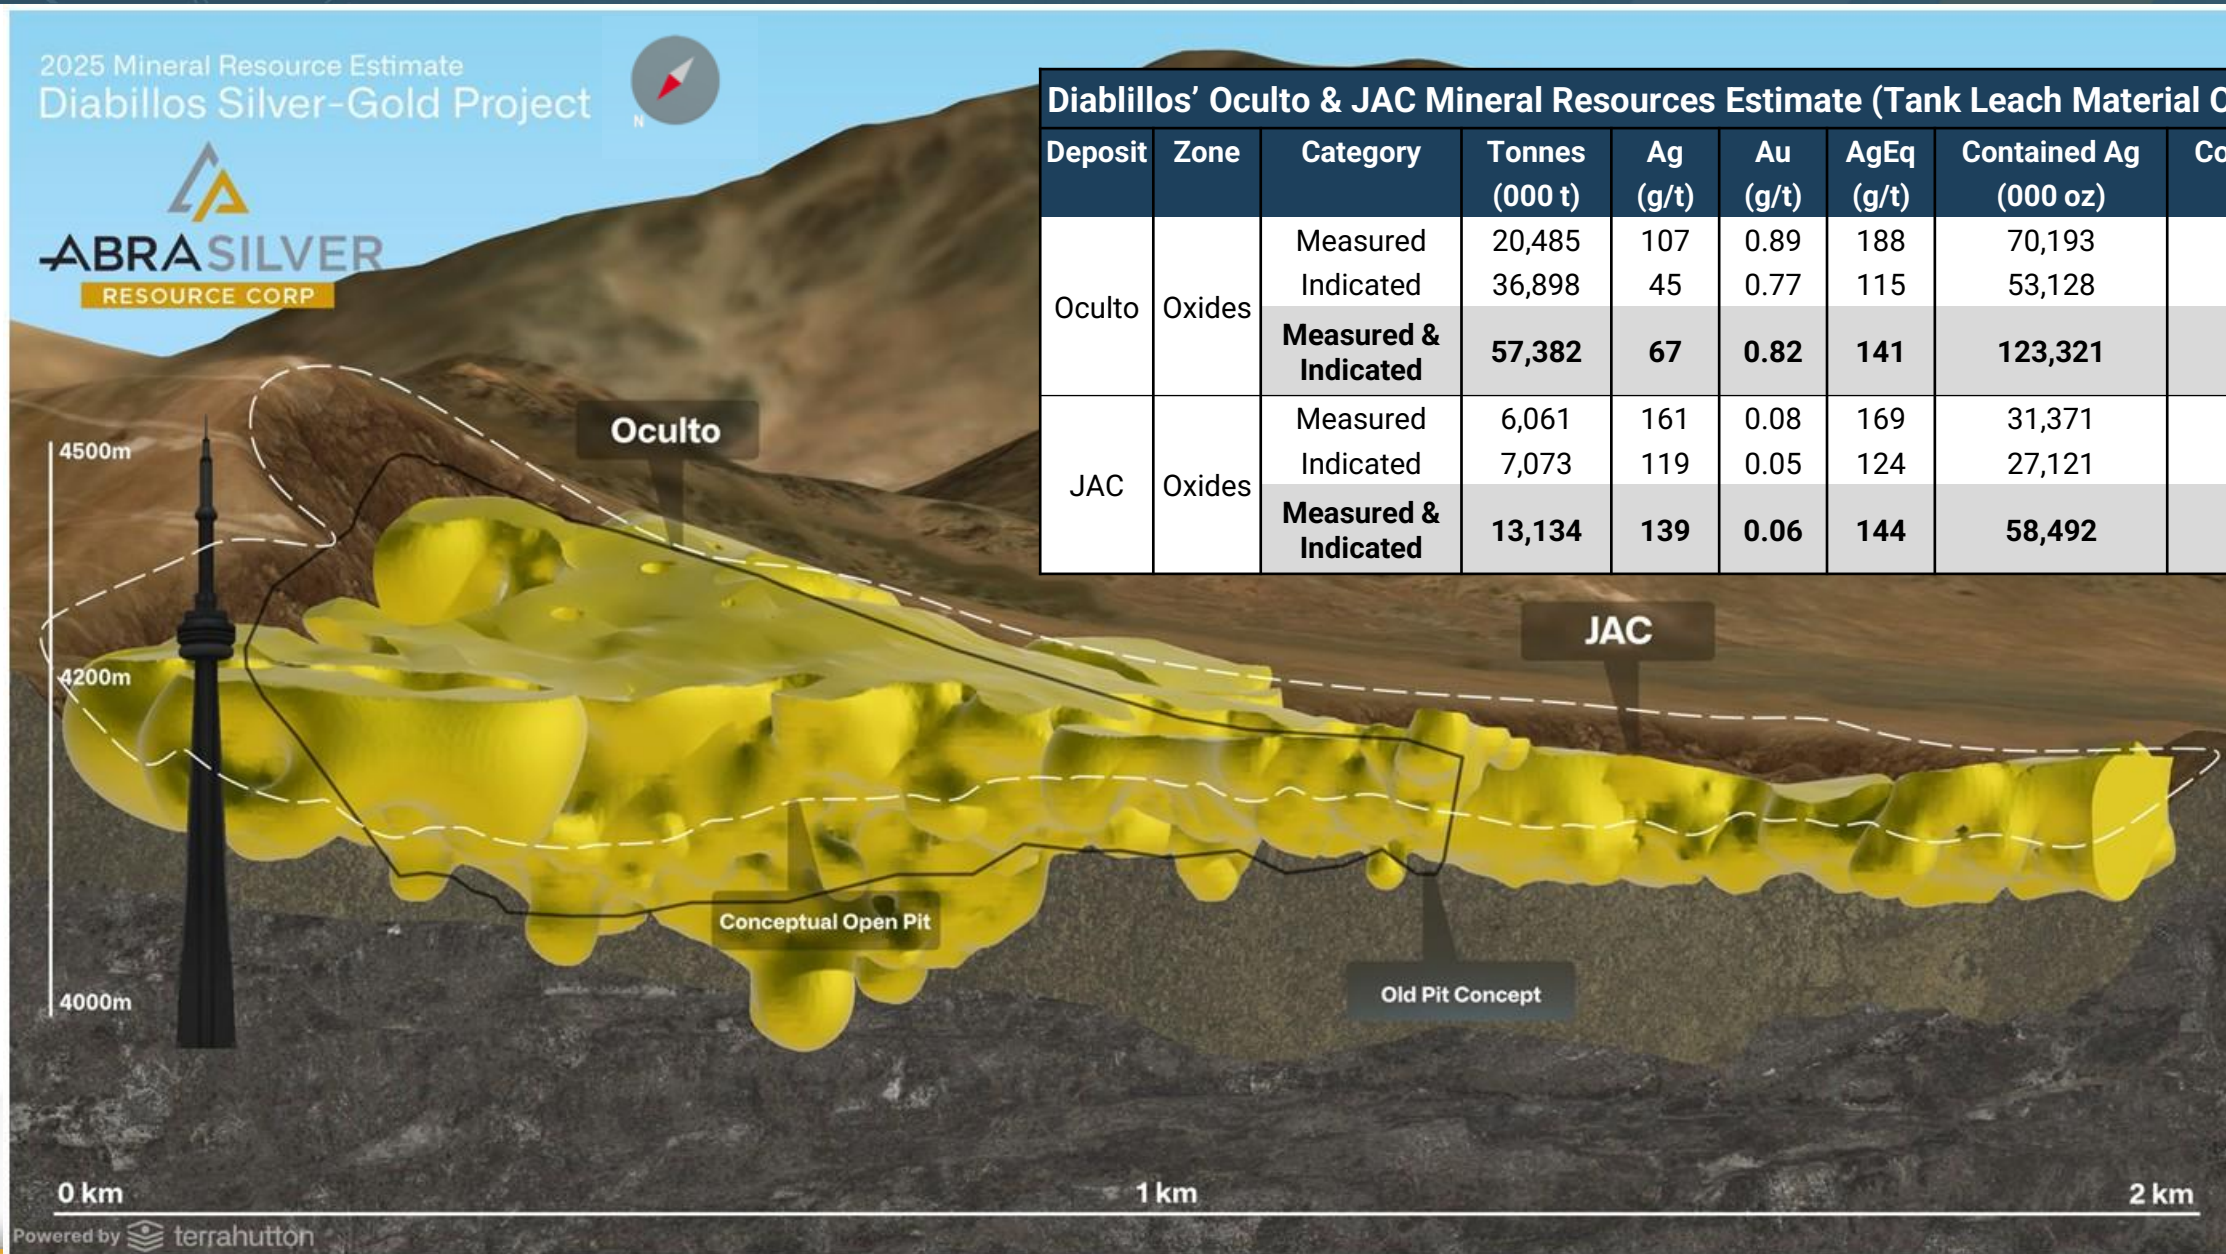 2025 Mineral Resource Estimate
Diabillos Silver-Gold Project
N
ABRASILVER
RESOURCE CORP
Diablillos’ Oculto & JAC Mineral Resources Estimate (Tank Leach Material
Deposit Zone Category Tonnes (000 t) Ag (g/t) Au (g/t) AgEq (g/t) Contained Ag (000 oz)
Oculto Oxides
Measured 20,485 107 0.89 188 70,193
Indicated 36,898 45 0.77 115 53,128
Measured & Indicated 57,382 67 0.82 141 123,321
JAC Oxides
Measured 6,061 161 0.08 169 31,371
Indicated 7,073 119 0.05 124 27,121
Measured & Indicated 13,134 139 0.06 144 58,492
Oculto
4500m
JAC
4200m
Conceptual Open Pit
Old Pit Concept
4000m
0 km
1 km
2 km
Powered by terrahutton